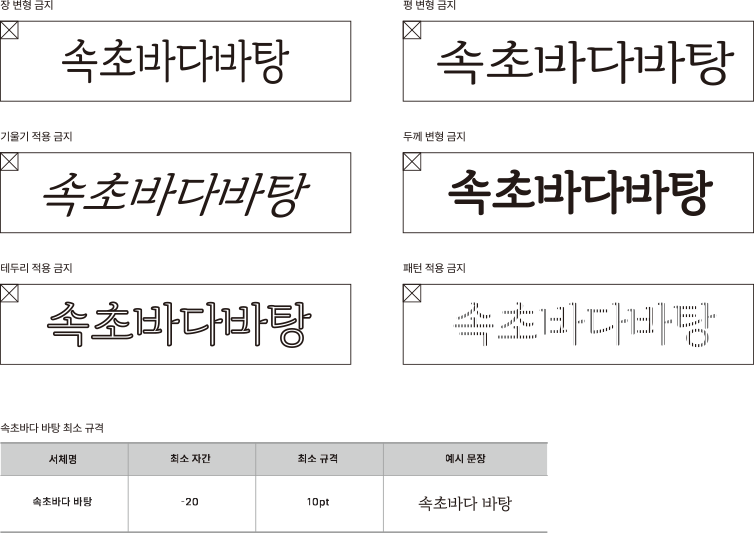 장 변형 금지
평 변형 금지
속초바다바탕
속초바다바탕
기울기 적용 금지
두께 변형 금지
속초바다바탕
속초바다바탕
테두리 적용 금지
패턴 적용 금지
속초바다바탕
속초바다바탕
속초바다 바탕 최소 규격
서체명 최소 자간 최소 규격 예시 문장
속초바다 바탕 -20 10pt 속초바다 바탕